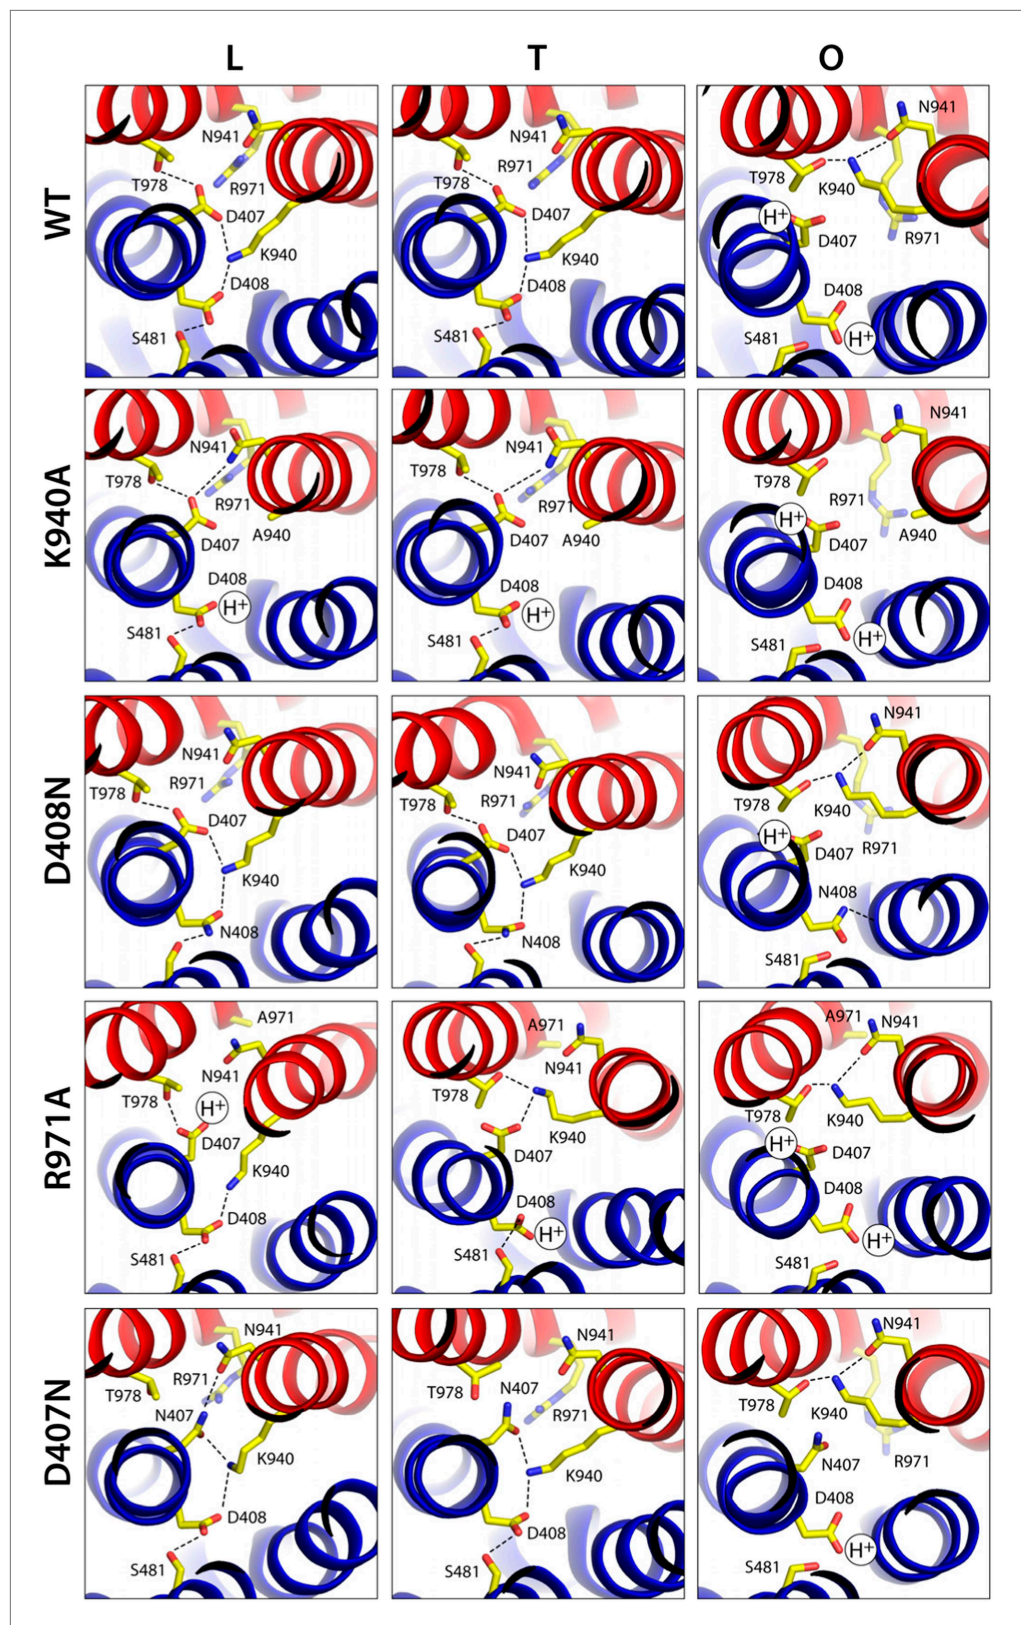 L T O
WT
N941
T978
R971
D407
K940
D408
S481
N941
T978
R971
D407
K940
D408
S481
N941
T978
K940
H+
D407
R971
D408
S481
H+
K940A
N941
T978
R971
D407
A940
D408
H+
S481
N941
T978
R971
D407
A940
D408
H+
S481
N941
T978
R971
H+
D407
A940
D408
H+
S481
D408N
N941
R971
T978
D407
K940
N408
N941
R971
T978
D407
K940
N408
N941
T978
K940
H+
D407
R971
N408
S481
R971A
A971
N941
T978
H+
D407
K940
D408
S481
A971
N941
T978
K940
D407
D408
H+
S481
A971
N941
T978
K940
H+
D407
D408
H+
S481
D407N
N941
R971
T978
N407
K940
D408
S481
N941
T978
N407
R971
K940
D408
S481
N941
T978
K940
N407
R971
D408
H+
S481